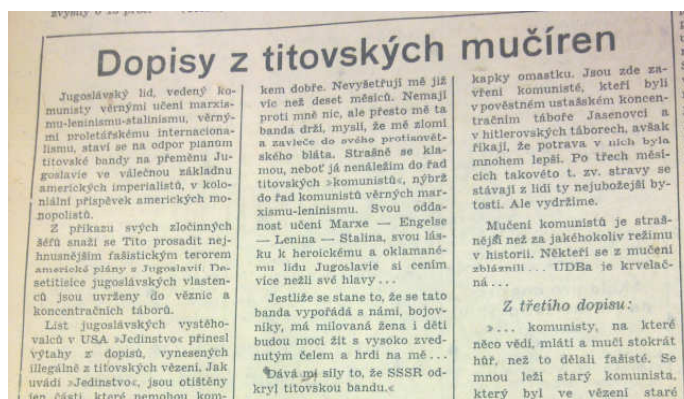 Dopisy z titovských mučíren
Jugoslávský lid, vedený ko-
munisty věrnými učení marxis-
mu-leninismu-stalinismu, věrný-
mi proletářskému internaciona-
lismu, staví se na odpor plánům
titovské bandy na přeměnu Ju-
goslavie ve válečnou základnu
amerických imperialistů, v kolo-
niální přispěvek amerických mo-
nopolistů.
Z příkazu svých zločinných
šéfů snaží se Tito prosadit nej-
hnusnějším fašistickým terorem
americké plány s Jugoslavií. De-
setitisíce jugoslávských vlasten-
ců jsou uvrženy do věznic a
koncentračních táborů.
List jugoslávských vystěho-
valců v USA »Jedinstvo« přinesl
výtahy z dopisů, vynesených
illegálně z titovských vězení. Jak
uvádí »Jedinstvo«, jsou otištěny
jen části, které nemohou kom-
kem dobře. Nevyšetřují mě již
víc než deset měsíců. Nemají
proti mně nic, ale přesto mě ta
banda drží, myslí, že mě zlomí
a zavleče do svého protisovět-
ského bláta. Strašně se kla-
mou, neboť já nenáležím do řad
titovských »komunistů«, nýbrž
do řad komunistů věrných mar-
xismu-leninismu. Svou odda-
nost učení Marxe — Engelse
— Lenina — Stalina, svou lás-
ku k heroickému a oklamané-
mu lidu Jugoslavie si cením
více nežli své hlavy...
Jestliže se stane to, že se tato
banda vypořádá s námi, bojov-
níky, má milovaná žena i děti
budou moci žít s vysoko zved-
nutým čelem a hrdi na mě...
Dává mi síly to, že SSSR od-
kryl titovskou bandu.«
kapky omastku. Jsou zde za-
vření komunisté, kteří byli
v pověstném ustašském koncen-
tračním táboře Jasenovci a
v hitlerovských táborech, avšak
říkají, že potrava v nich byla
mnohem lepší. Po třech měsí-
cích takovéto t. zv. stravy se
stávají z lidí ty nejubožejší by-
tosti. Ale vydržíme.
Mučení komunistů je straš-
nější než za jakéhokoliv režimu
v historii. Někteří se z mučení
zbláznili... UDBa je krvelač-
ná...
Z třetího dopisu:
»... komunisty, na které
něco vědí, mlátí a mučí stokrát
hůř, než to dělali fašisté. Se
mnou leží starý komunista,
který byl ve vězení staré